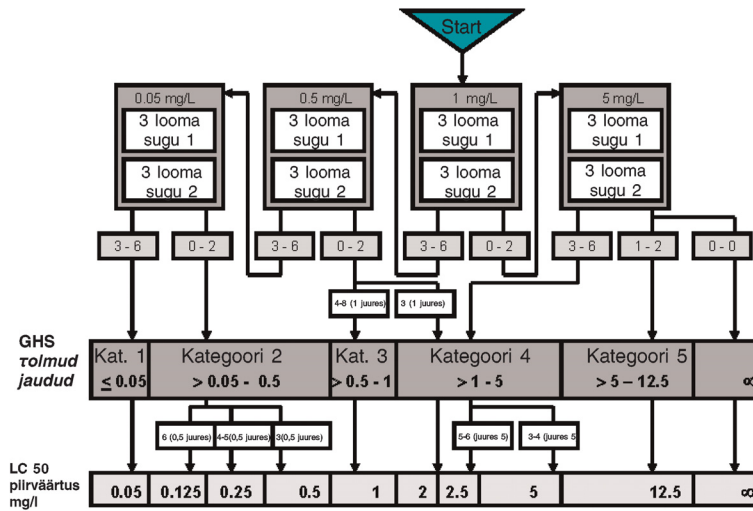 Start
0.05 mg/L
0.5 mg/L
1 mg/L
5 mg/L
3 looma
sugu 1
3 looma
sugu 1
3 looma
sugu 1
3 looma
sugu 1
3 looma
sugu 2
3 looma
sugu 2
3 looma
sugu 2
3 looma
sugu 2
3 - 6
0 - 2
3 - 6
0 - 2
3 - 6
0 - 2
3 - 6
1 - 2
0 - 0
4-8 (1 juures)
3 (1 juures)
GHS
τolmud
jaudud
Kat. 1
≤ 0.05
Kategoori 2
> 0.05 - 0.5
Kat. 3
> 0.5 - 1
Kategoori 4
> 1 - 5
Kategoori 5
> 5 – 12.5
∞
6 (0,5 juures)
4-5(0,5 juures)
3(0,5 juures)
5-6 (juures 5)
3-4 (juures 5
LC 50
piirväärtus
mg/l
0.05
0.125
0.25
0.5
1
2
2.5
5
12.5
∞